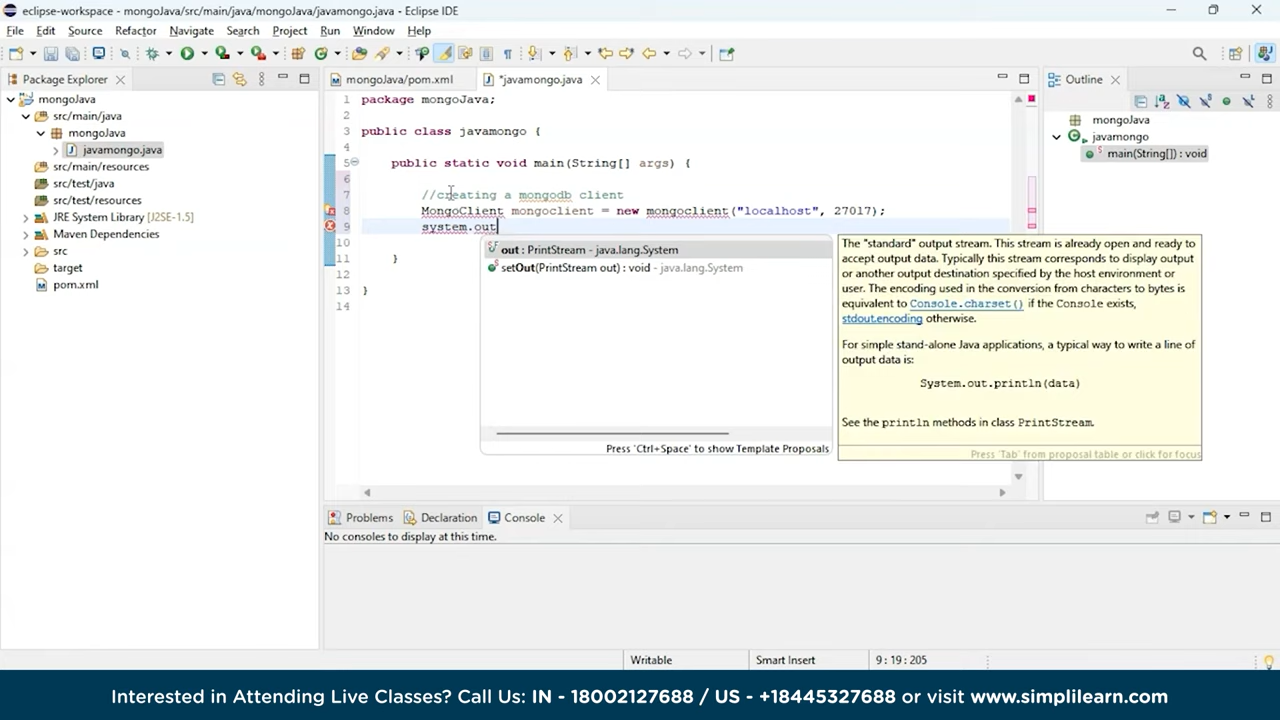 eclipse-workspace - mongoJava/src/main/java/mongoJava/javamongo.java - Eclipse IDE
File Edit Source Refactor Navigate Search Project Run Window Help
Package Explorer
mongoJava/pom.xml
*javamongo.java
Outline
mongoJava
src/main/java
mongoJava
javamongo.java
src/main/resources
src/test/java
src/test/resources
JRE System Library [J2SE-1.5]
Maven Dependencies
src
target
pom.xml
1 package mongoJava;
2
3 public class javamongo {
4
5 public static void main(String[] args) {
6
7 //creating a mongodb client
8 MongoClient mongoclient = new mongoclient("localhost", 27017);
9 system.out
10
11 }
12
13 }
14
out : PrintStream - java.lang.System
setOut(PrintStream out) : void - java.lang.System
Press 'Ctrl+Space' to show Template Proposals
The "standard" output stream. This stream is already open and ready to
accept output data. Typically this stream corresponds to display output
or another output destination specified by the host environment or
user. The encoding used in the conversion from characters to bytes is
equivalent to Console.charset() if the Console exists,
stdout.encoding otherwise.
For simple stand-alone Java applications, a typical way to write a line of
output data is:
System.out.println(data)
See the println methods in class PrintStream.
Press 'Tab' from proposal table or click for focus
mongoJava
javamongo
main(String[]) : void
Problems
Declaration
Console
No consoles to display at this time.
Writable
Smart Insert
9 : 19 : 205
Interested in Attending Live Classes? Call Us: IN - 18002127688 / US - +18445327688 or visit www.simplilearn.com